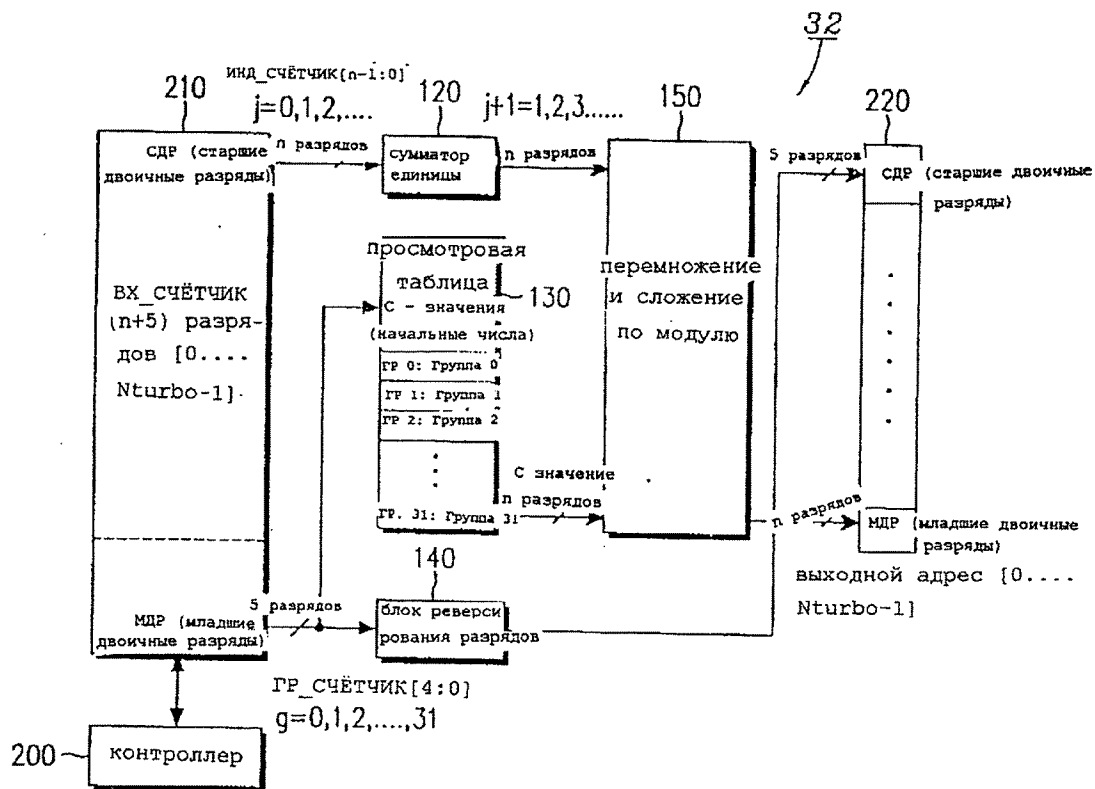 32
ИНД_СЧЁТЧИК[n-i:0]
210
j=0,1,2,....
120
j+1=1,2,3......
150
220
СДР (старшие
двоичные разряды)
n разрядов
сумматор
единицы
n разрядов
5 разрядов
СДР (старшие двоичные
разряды)
просмотровая
таблица
130
С - значения
(начальные числа)
ГР 0: Группа 0
ГР 1: Группа 1
ГР 2: Группа 2
ГР. 31: Группа 31
ВХ_СЧЁТЧИК
(n+5) разря-
дов [0....
Nturbo-1].
перемножение
и сложение
по модулю
С значение
n разрядов
n разрядов
МДР (младшие двоичные
разряды)
выходной адрес [0....
Nturbo-1]
140
5 разрядов
МДР (младшие
двоичные разряды)
блок реверси
рования разрядов
ГР_СЧЁТЧИК[4:0]
g=0,1,2,....,31
200
контроллер